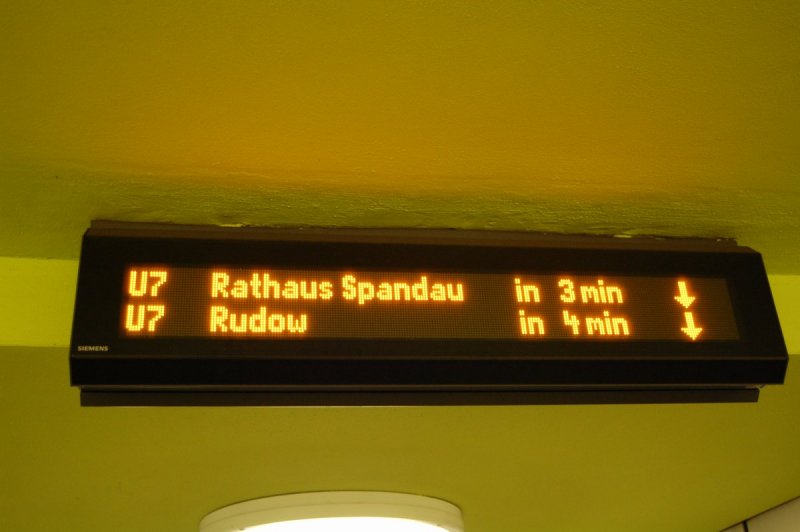 U7 Rathaus Spandau in 3 min ↓
U7 Rudow in 4 min ↓
SIEMENS